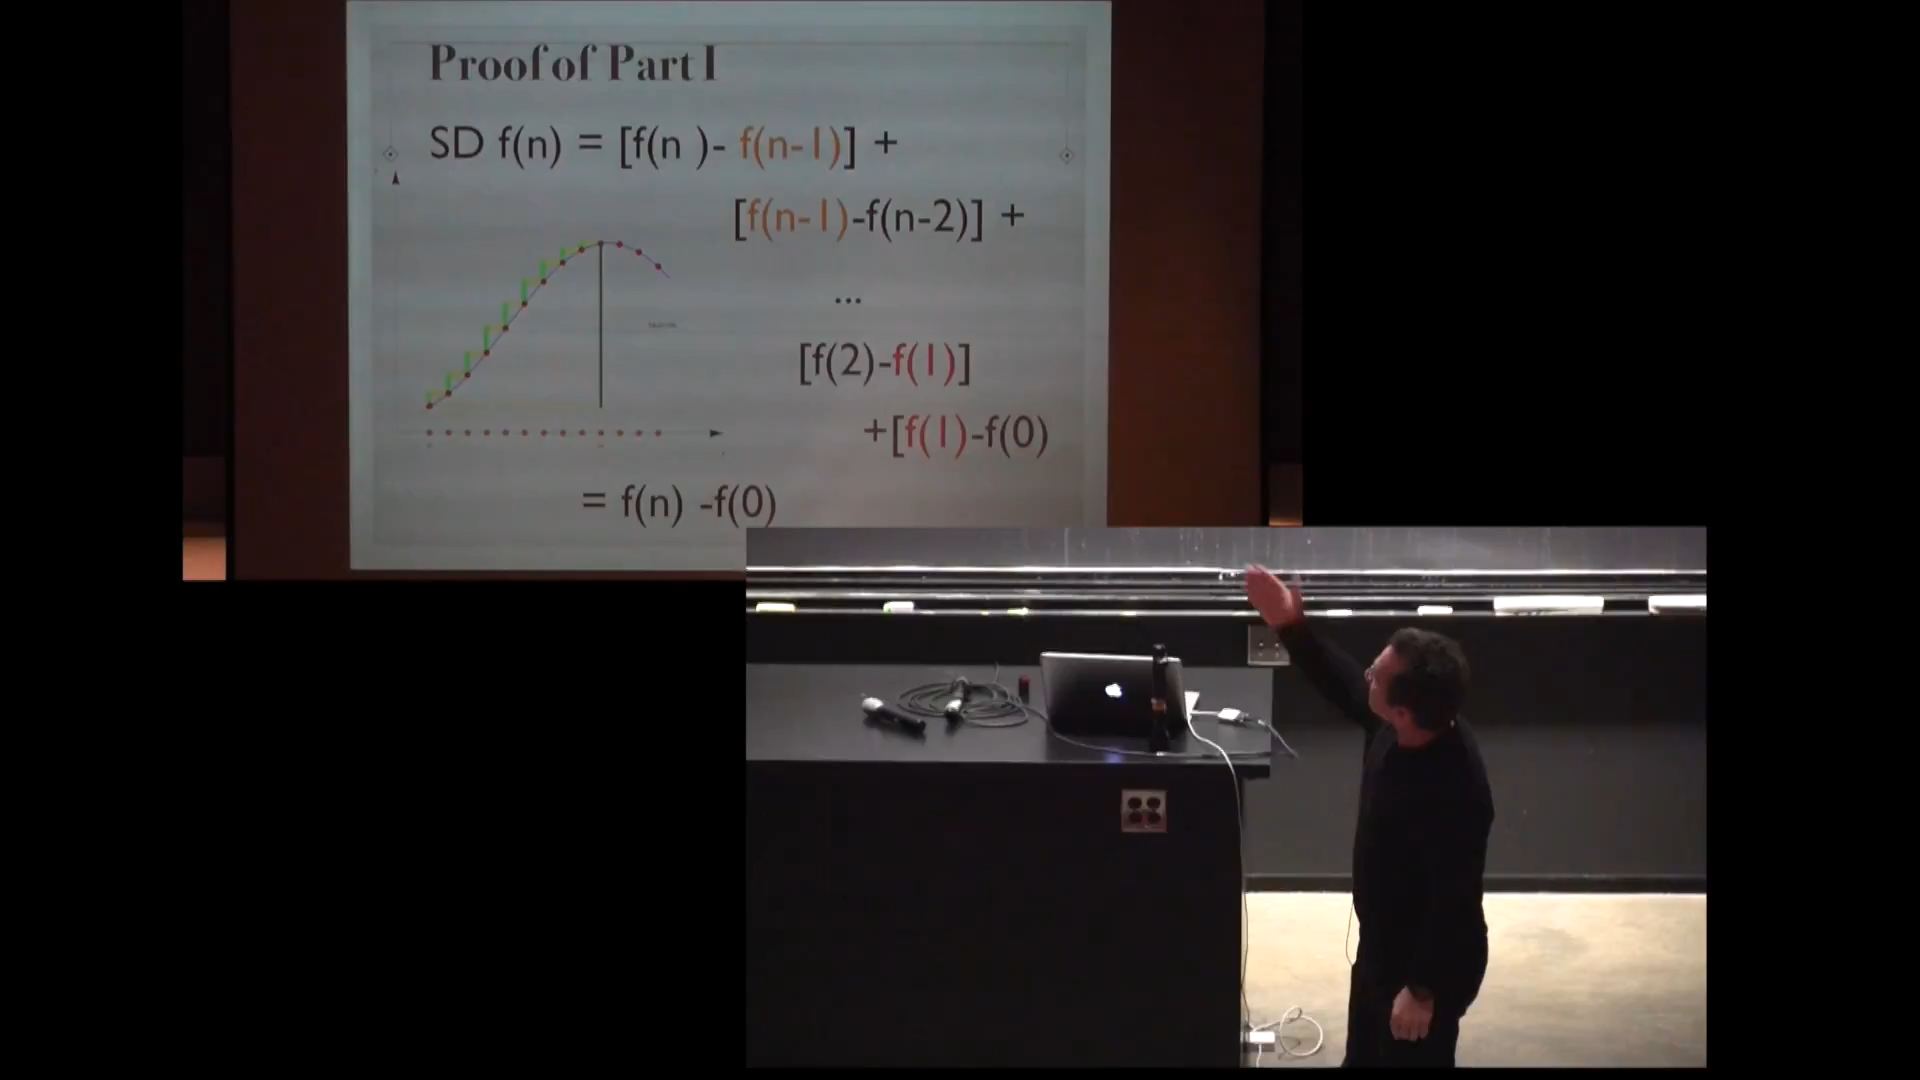 Proof of Part I
SD f(n) = [f(n )- f(n-1)] +
[f(n-1)-f(n-2)] +
...
[f(2)-f(1)]
+[f(1)-f(0)
= f(n) -f(0)